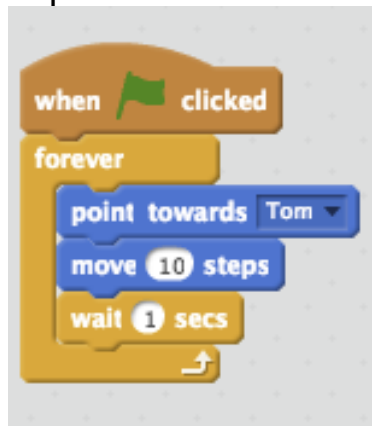 when clicked
forever
point towards Tom
move 10 steps
wait 1 secs